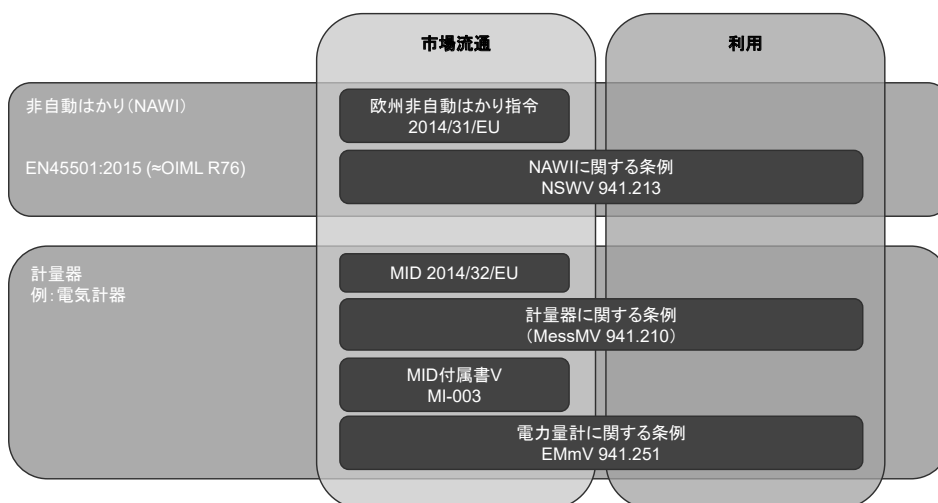 市場流通
利用
非自動はかり(NAWI)
欧州非自動はかり指令
2014/31/EU
EN45501:2015 (≈OIML R76)
NAWIに関する条例
NSWV 941.213
計量器
例:電気計器
MID 2014/32/EU
計量器に関する条例
(MessMV 941.210)
MID付属書V
MI-003
電力量計に関する条例
EMmV 941.251